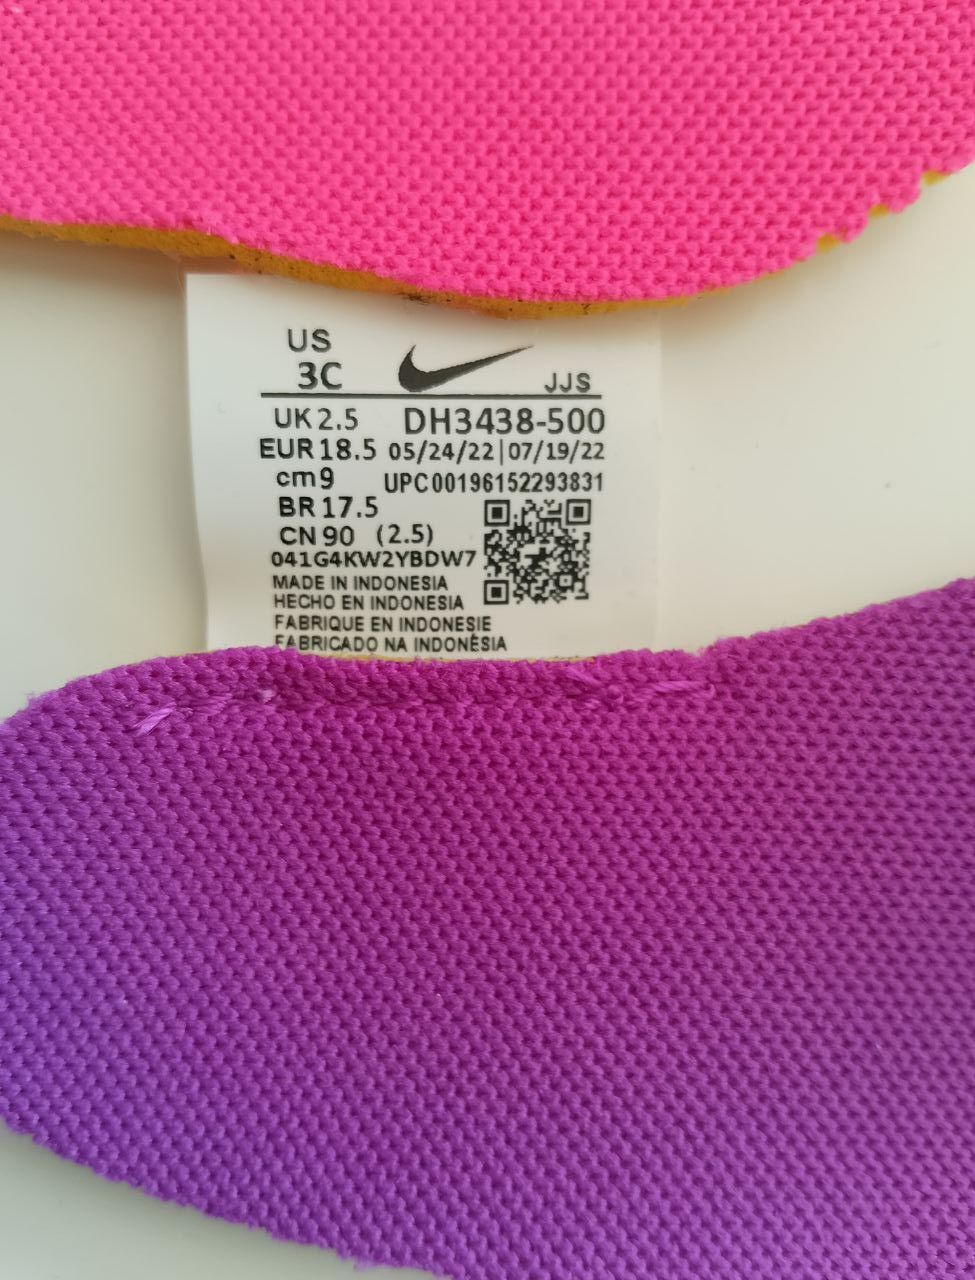 US
3C
JJS
UK 2.5 DH3438-500
EUR 18.5 05/24/22|07/19/22
cm 9 UPC00196152293831
BR 17.5
CN 90 (2.5)
041G4KW2YBDW7
MADE IN INDONESIA
HECHO EN INDONESIA
FABRIQUE EN INDONESIE
FABRICADO NA INDONÉSIA